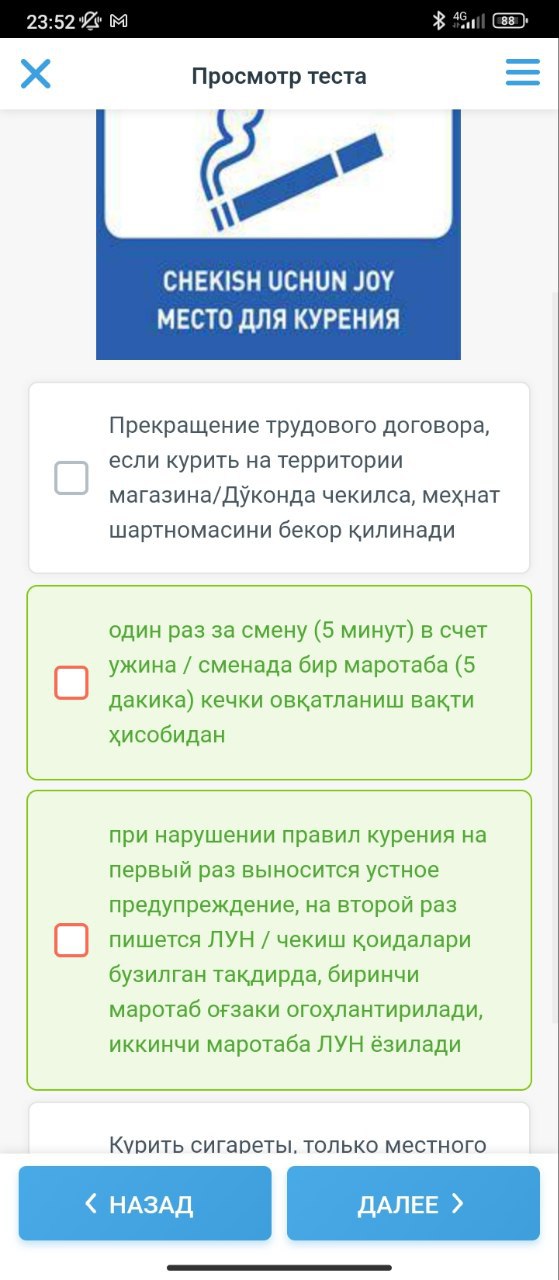 23:52
4G
88
Просмотр теста
CHEKISH UCHUN JOY
МЕСТО ДЛЯ КУРЕНИЯ
Прекращение трудового договора,
если курить на территории
магазина/Дўконда чекилса, меҳнат
шартномасини бекор қилинади
один раз за смену (5 минут) в счет
ужина / сменада бир маротаба (5
дакика) кечки овқатланиш вақти
ҳисобидан
при нарушении правил курения на
первый раз выносится устное
предупреждение, на второй раз
пишется ЛУН / чекиш қоидалари
бузилган тақдирда, биринчи
маротаб оғзаки огоҳлантирилади,
иккинчи маротаба ЛУН ёзилади
Курить сигареты, только местного
НАЗАД
ДАЛЕЕ